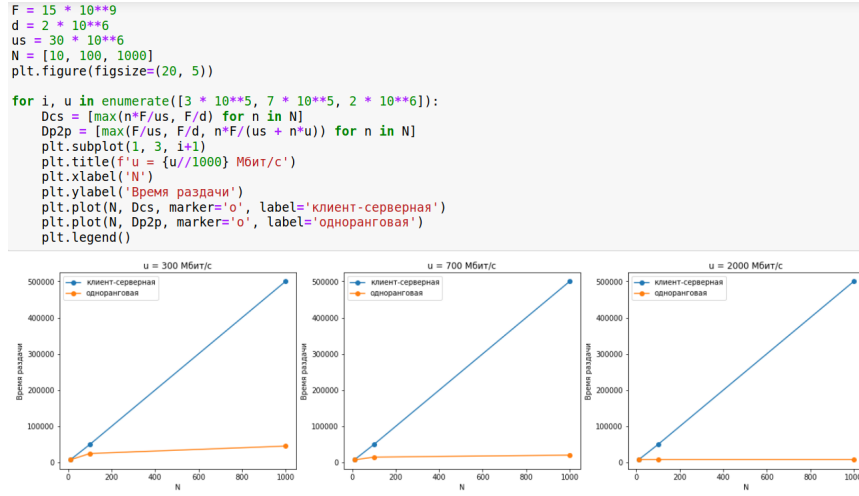 F = 15 * 10**9
d = 2 * 10**6
us = 30 * 10**6
N = [10, 100, 1000]
plt.figure(figsize=(20, 5))
for i, u in enumerate([3 * 10**5, 7 * 10**5, 2 * 10**6]):
    Dcs = [max(n*F/us, F/d) for n in N]
    Dp2p = [max(F/us, F/d, n*F/(us + n*u)) for n in N]
    plt.subplot(1, 3, i+1)
    plt.title(f'u = {u//1000} Мбит/с')
    plt.xlabel('N')
    plt.ylabel('Время раздачи')
    plt.plot(N, Dcs, marker='o', label='клиент-серверная')
    plt.plot(N, Dp2p, marker='o', label='одноранговая')
    plt.legend()
u = 300 Мбит/с
клиент-серверная
одноранговая
Время раздачи
500000
400000
300000
200000
100000
0
0 200 400 600 800 1000
N
u = 700 Мбит/с
клиент-серверная
одноранговая
Время раздачи
500000
400000
300000
200000
100000
0
0 200 400 600 800 1000
N
u = 2000 Мбит/с
клиент-серверная
одноранговая
Время раздачи
500000
400000
300000
200000
100000
0
0 200 400 600 800 1000
N